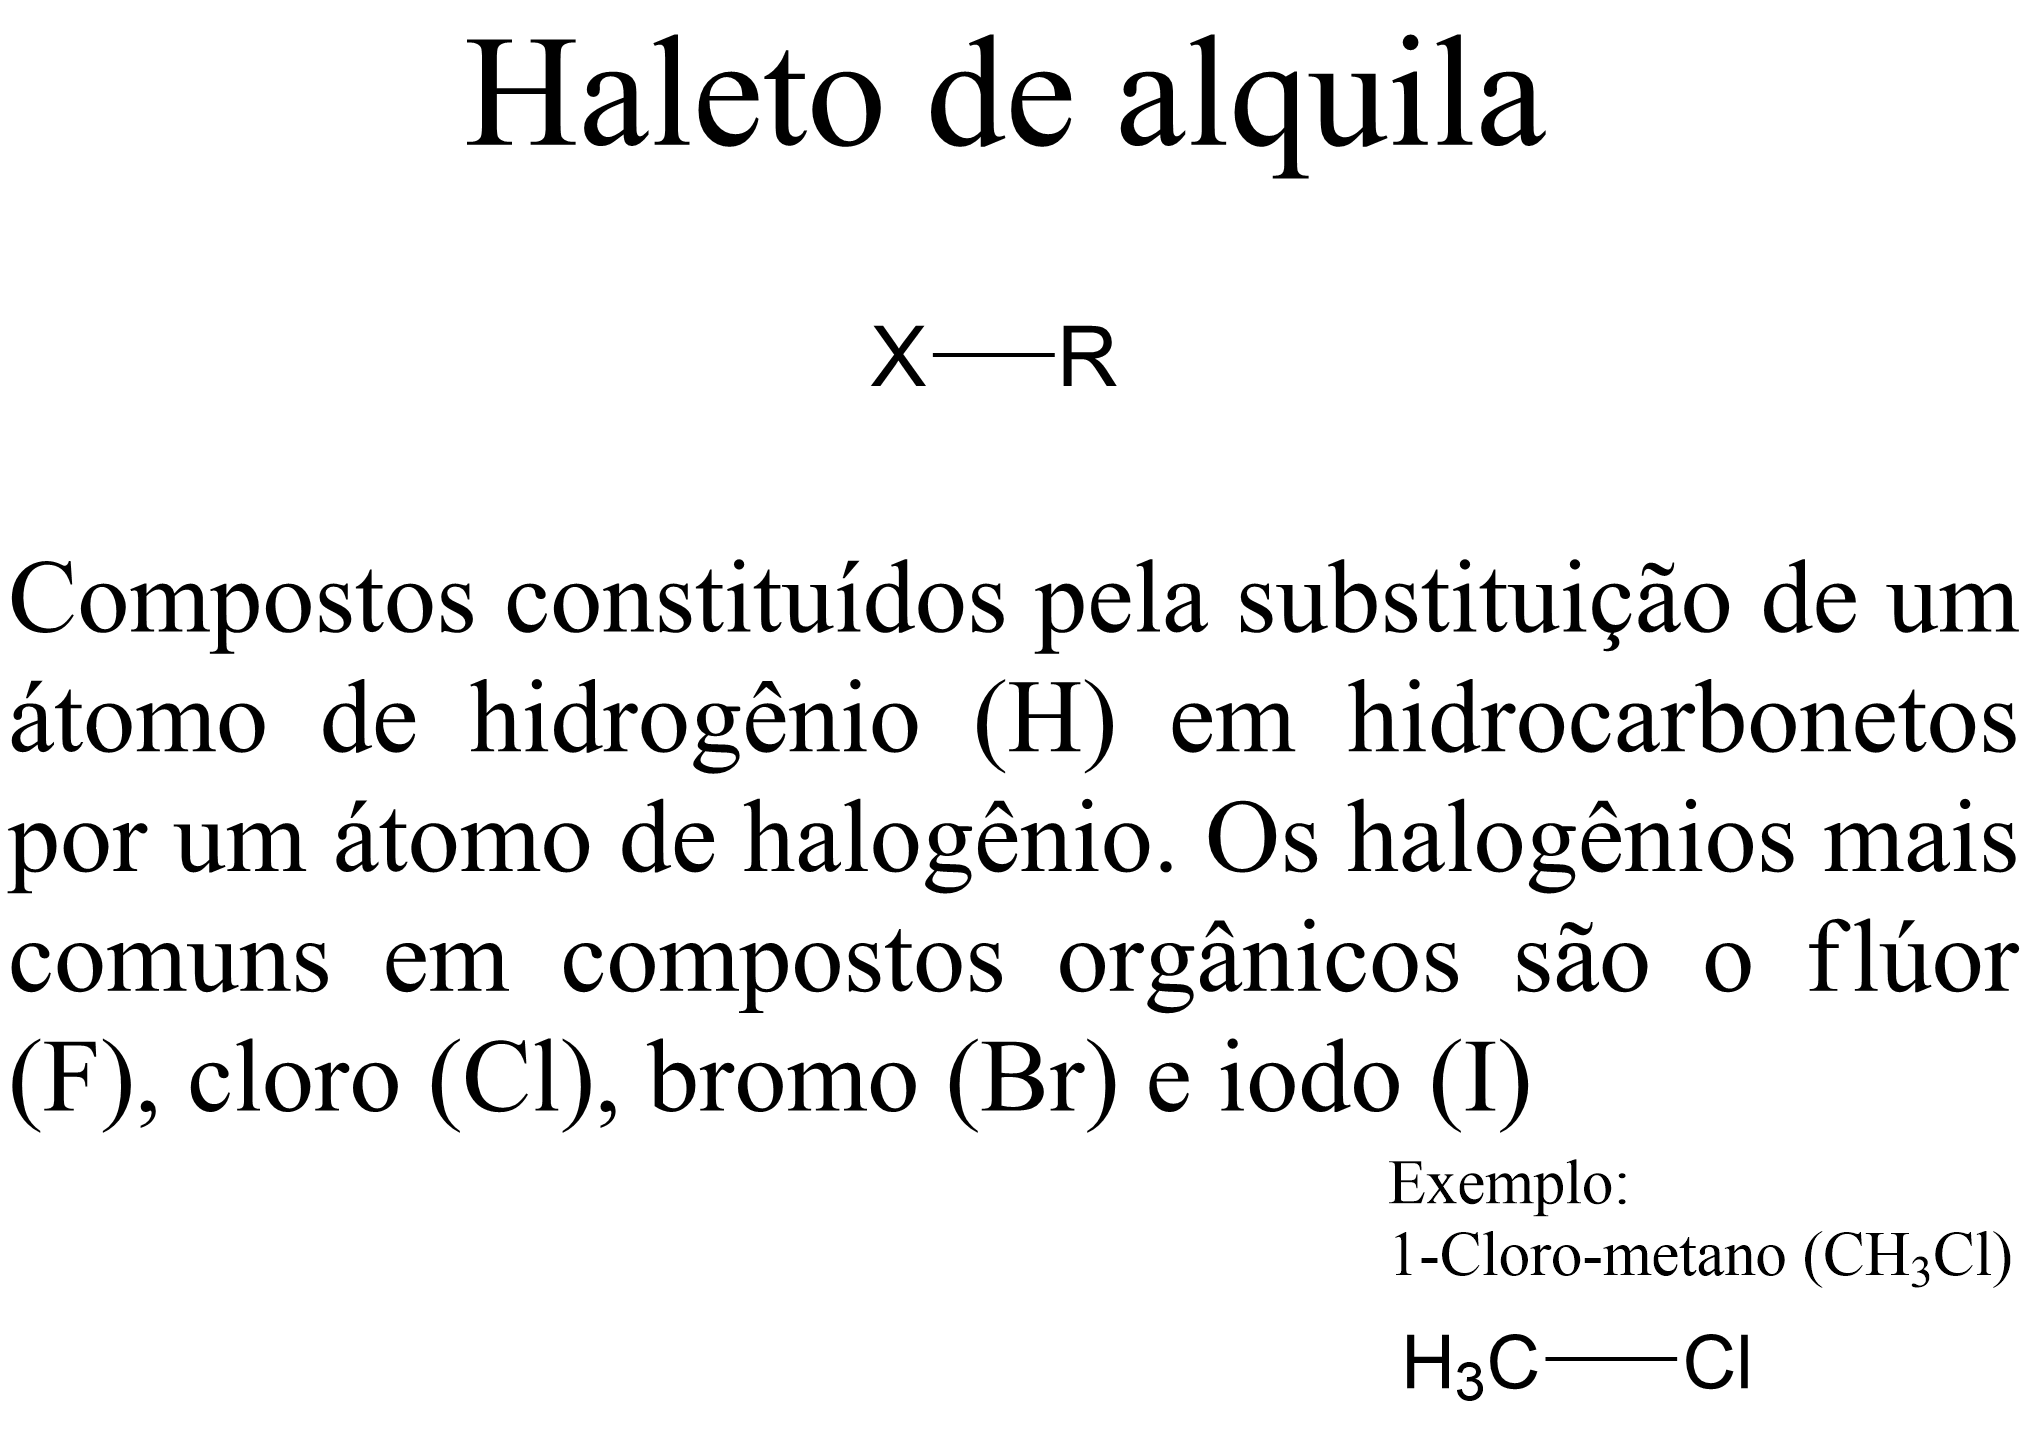 Haleto de alquila
X—R
Compostos constituídos pela substituição de um
átomo de hidrogênio (H) em hidrocarbonetos
por um átomo de halogênio. Os halogênios mais
comuns em compostos orgânicos são o flúor
(F), cloro (Cl), bromo (Br) e iodo (I)
Exemplo:
1-Cloro-metano (CH₃Cl)
H₃C—Cl